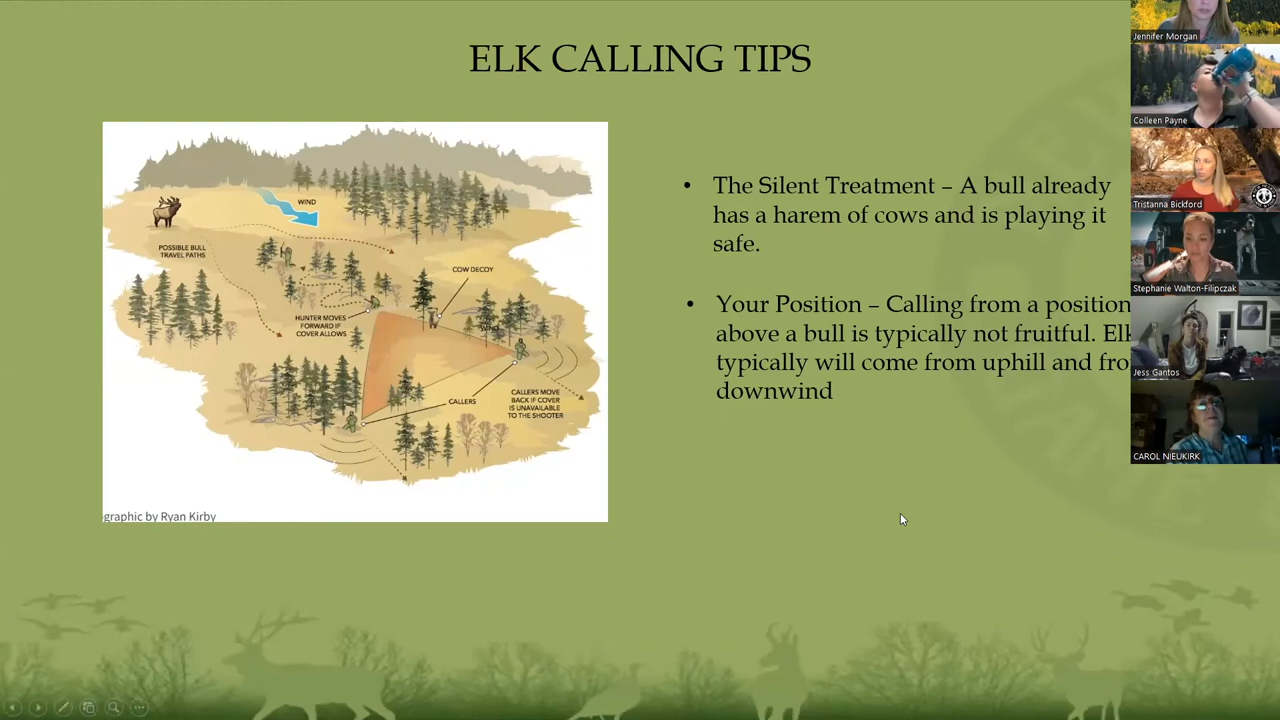 ELK CALLING TIPS
WIND
POSSIBLE BULL
TRAVEL PATHS
COW DECOY
HUNTER MOVES
FORWARD IF
COVER ALLOWS
CALLERS
CALLERS MOVE
BACK IF COVER
IS UNAVAILABLE
TO THE SHOOTER
graphic by Ryan Kirby
• The Silent Treatment – A bull already
has a harem of cows and is playing it
safe.
• Your Position – Calling from a position
above a bull is typically not fruitful. Elk
typically will come from uphill and fro
downwind
Jennifer Morgan
Colleen Payne
Tristanna Bickford
Stephanie Walton-Filipczak
Jess Gantos
CAROL NIEUKIRK